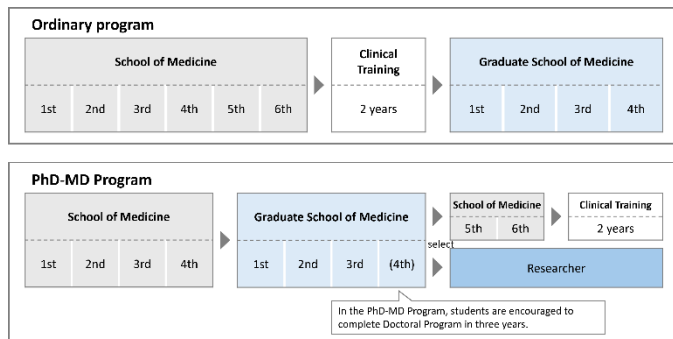 Ordinary program
School of Medicine
1st 2nd 3rd 4th 5th 6th
Clinical
Training
2 years
Graduate School of Medicine
1st 2nd 3rd 4th
PhD-MD Program
School of Medicine
1st 2nd 3rd 4th
Graduate School of Medicine
1st 2nd 3rd (4th)
select
School of Medicine
5th 6th
Clinical Training
2 years
Researcher
In the PhD-MD Program, students are encouraged to
complete Doctoral Program in three years.